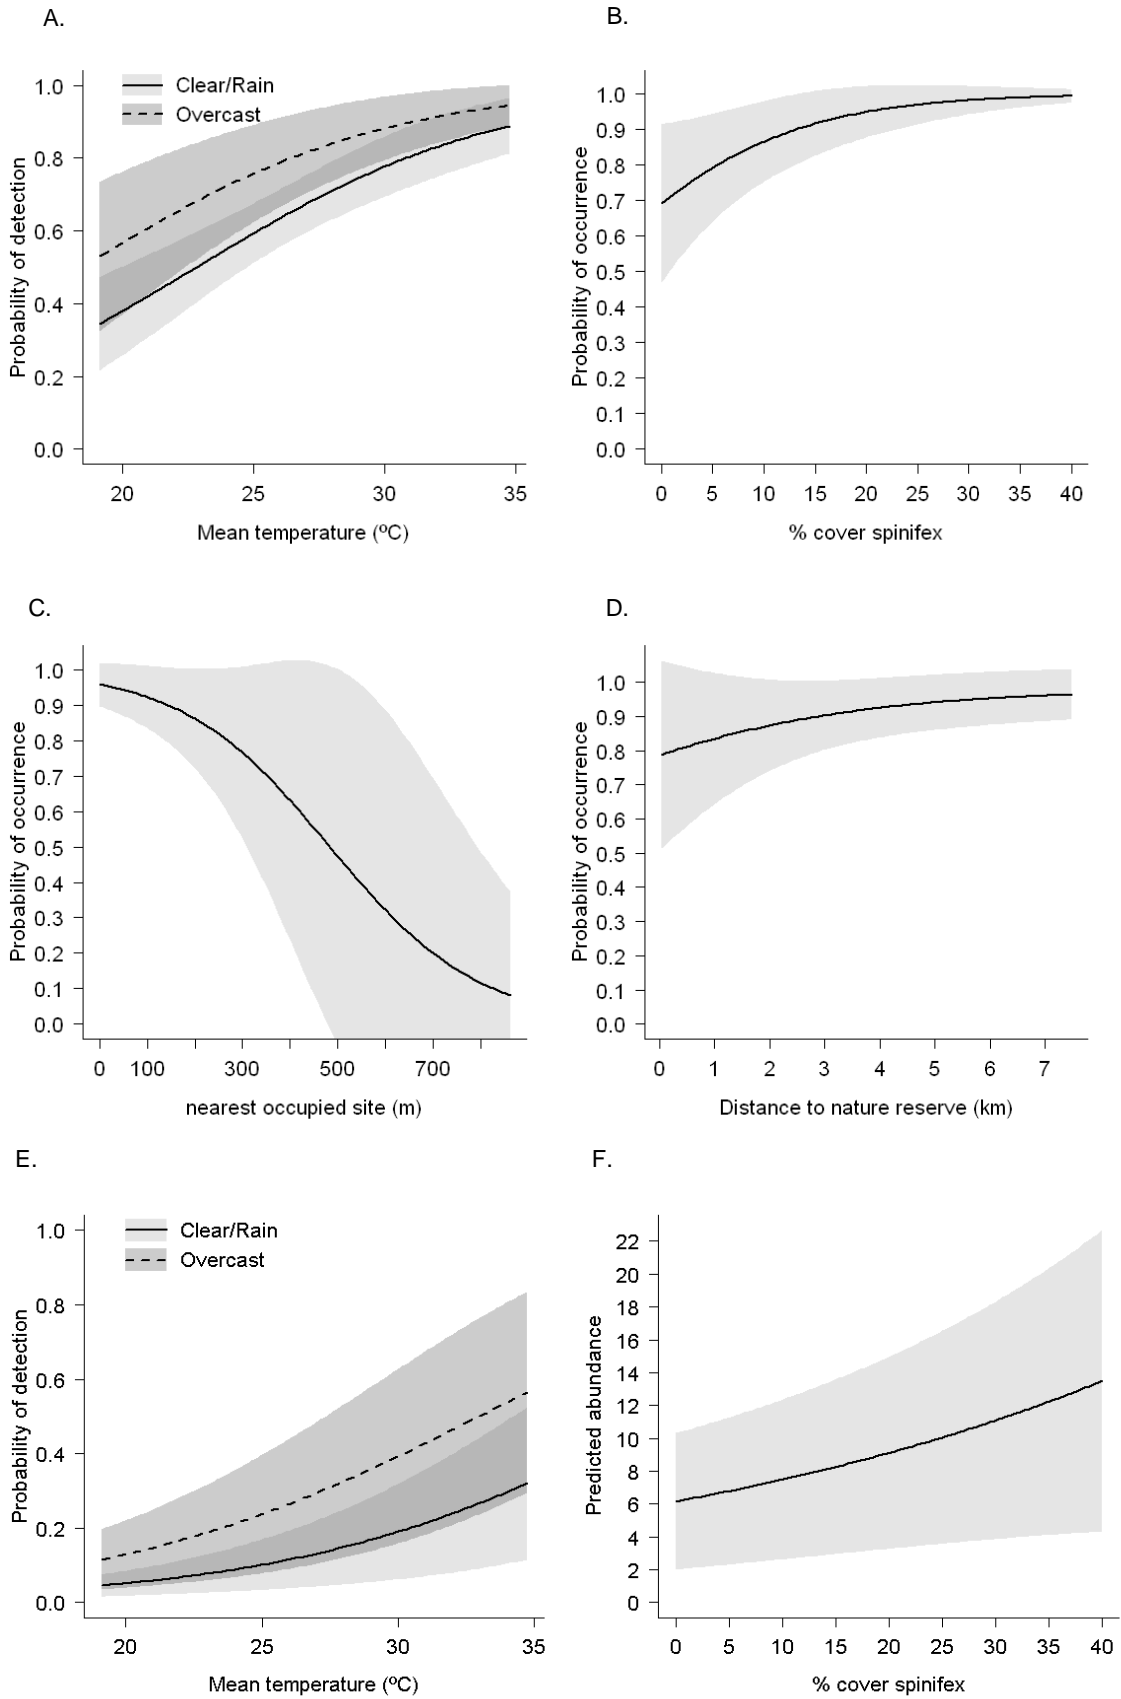 A.
Clear/Rain
Overcast
Probability of detection
1.0
0.8
0.6
0.4
0.2
0.0
20 25 30 35
Mean temperature (ºC)
B.
Probability of occurrence
1.0
0.9
0.8
0.7
0.6
0.5
0.4
0.3
0.2
0.1
0.0
0 5 10 15 20 25 30 35 40
% cover spinifex
C.
Probability of occurrence
1.0
0.9
0.8
0.7
0.6
0.5
0.4
0.3
0.2
0.1
0.0
0 100 300 500 700
nearest occupied site (m)
D.
Probability of occurrence
1.0
0.9
0.8
0.7
0.6
0.5
0.4
0.3
0.2
0.1
0.0
0 1 2 3 4 5 6 7
Distance to nature reserve (km)
E.
Clear/Rain
Overcast
Probability of detection
1.0
0.8
0.6
0.4
0.2
0.0
20 25 30 35
Mean temperature (ºC)
F.
Predicted abundance
22
20
18
16
14
12
10
8
6
4
2
0
0 5 10 15 20 25 30 35 40
% cover spinifex